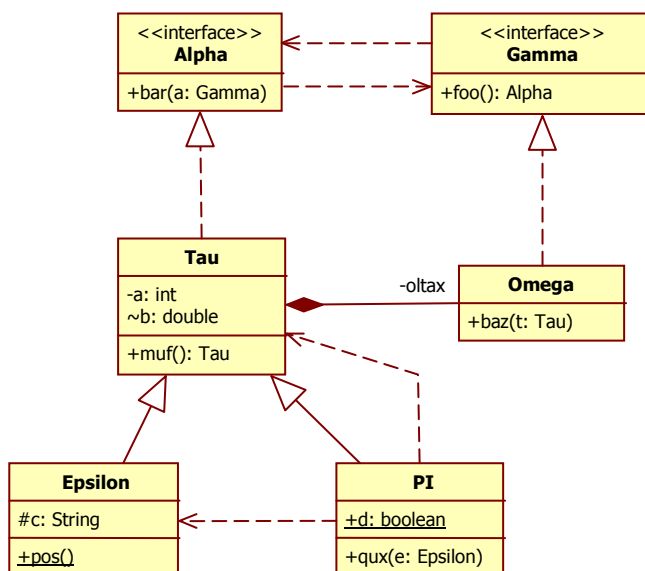 <<interface>>
Alpha
+bar(a: Gamma)
<<interface>>
Gamma
+foo(): Alpha
Tau
-a: int
~b: double
+muf(): Tau
-oltax
Omega
+baz(t: Tau)
Epsilon
#c: String
+pos()
PI
+d: boolean
+qux(e: Epsilon)